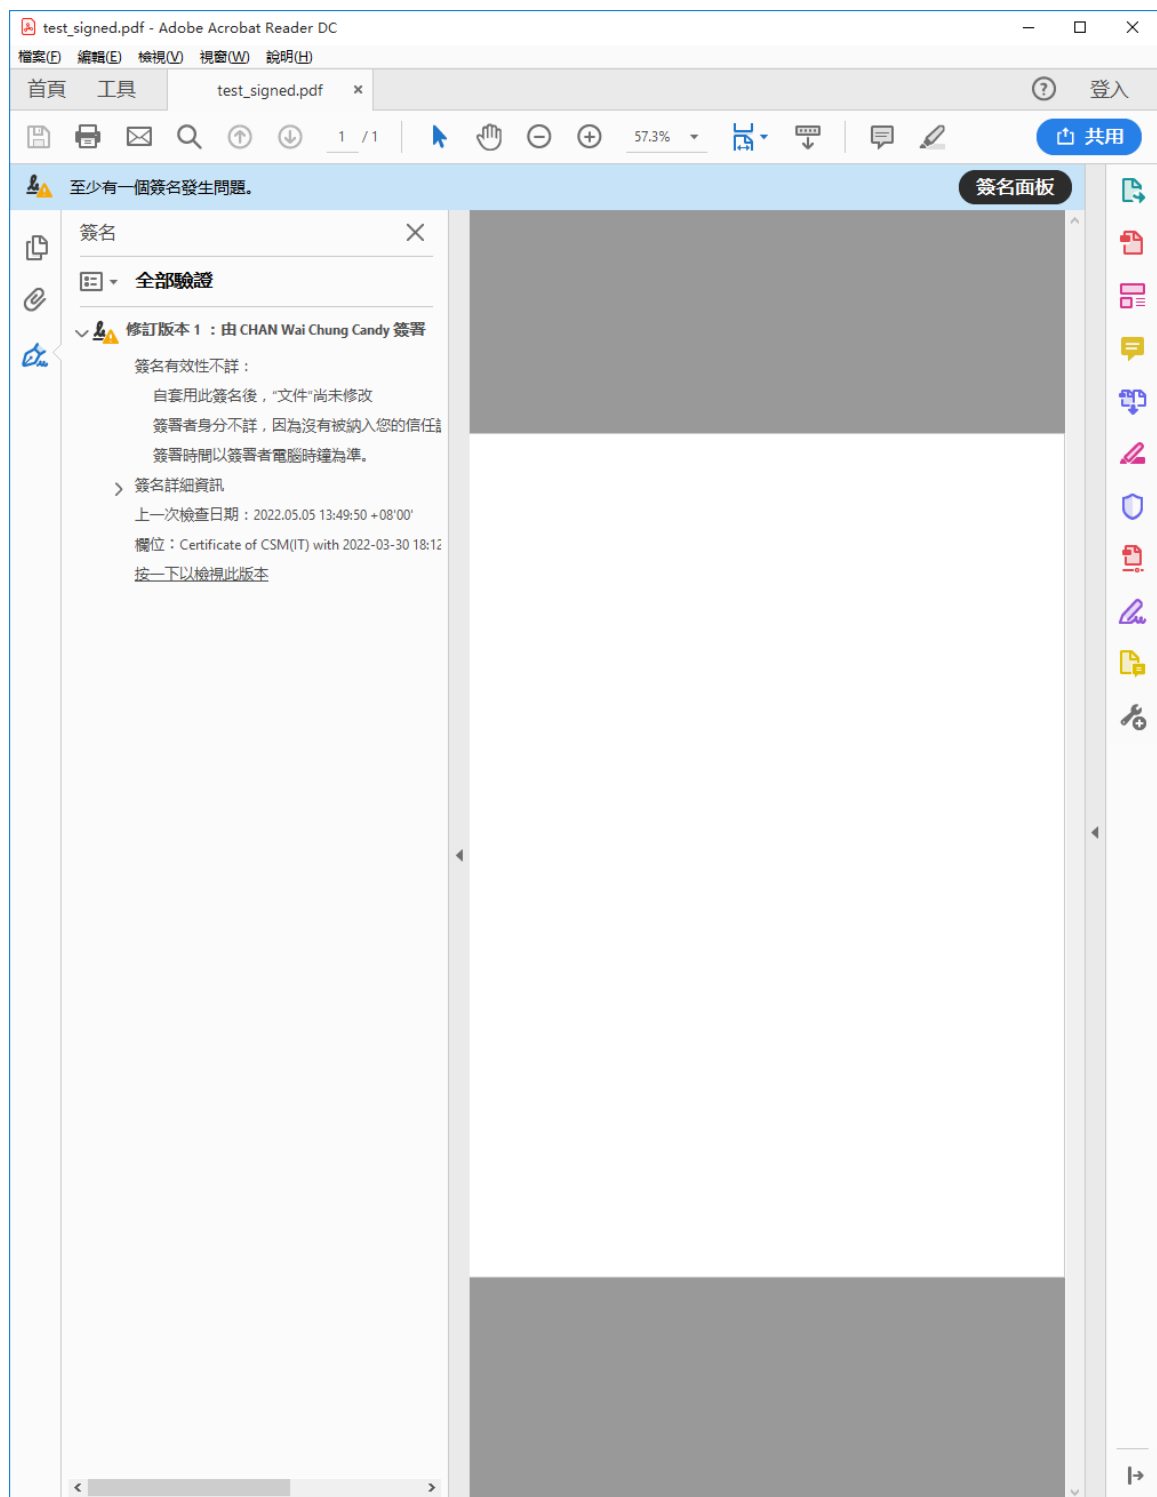 test_signed.pdf - Adobe Acrobat Reader DC
檔案(F) 編輯(E) 檢視(V) 視窗(W) 說明(H)
首頁 工具 test_signed.pdf × ? 登入
1 / 1 57.3% 共用
至少有一個簽名發生問題。 簽名面板
簽名
全部驗證
修訂版本 1 ：由 CHAN Wai Chung Candy 簽署
簽名有效性不詳：
自套用此簽名後，"文件"尚未修改
簽署者身分不詳，因為沒有被納入您的信任
簽署時間以簽署者電腦時鐘為準。
簽名詳細資訊
上一次檢查日期：2022.05.05 13:49:50 +08'00'
欄位：Certificate of CSM(IT) with 2022-03-30 18:12
按一下以檢視此版本